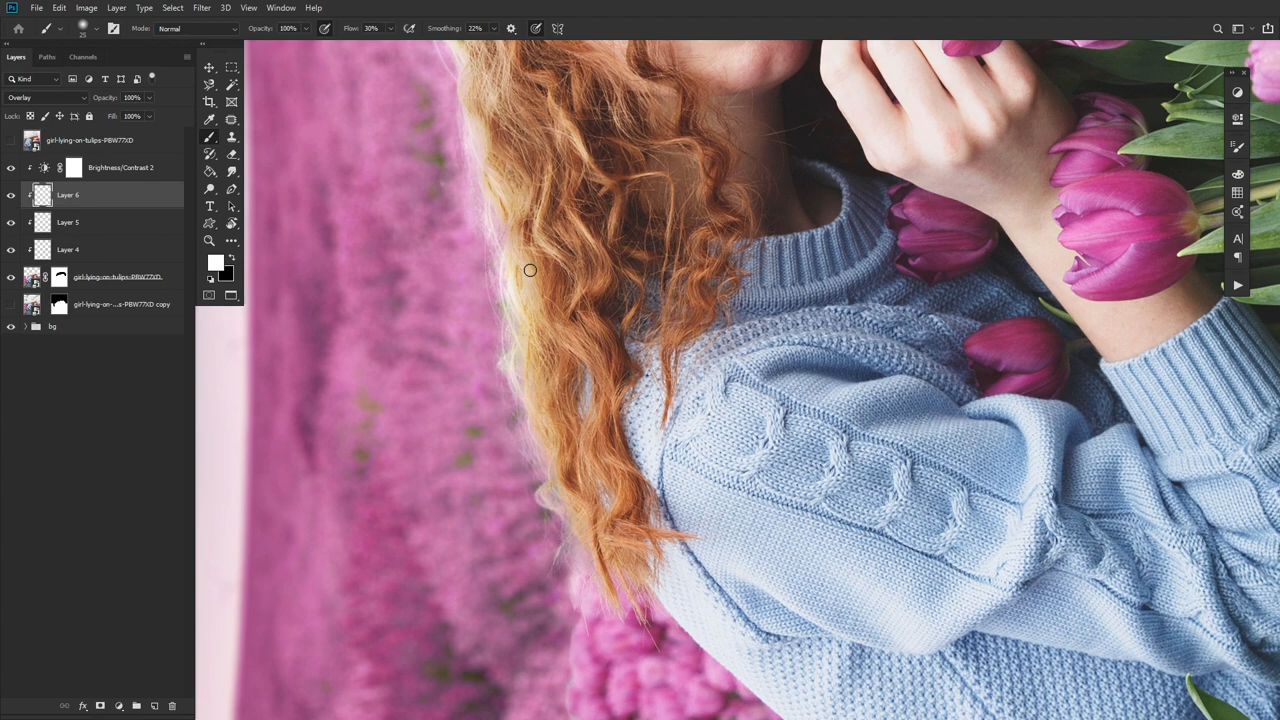 Ps File Edit Image Layer Type Select Filter 3D View Window Help
25 Mode: Normal Opacity: 100% Flow: 30% Smoothing: 22%
Layers Paths Channels
Kind
Overlay Opacity: 100%
Lock: Fill: 100%
girl-lying-on-tulips-PBW77XD
Brightness/Contrast 2
Layer 6
Layer 5
Layer 4
girl-lying-on-tulips-PBW77XD
girl-lying-on-...s-PBW77XD copy
bg